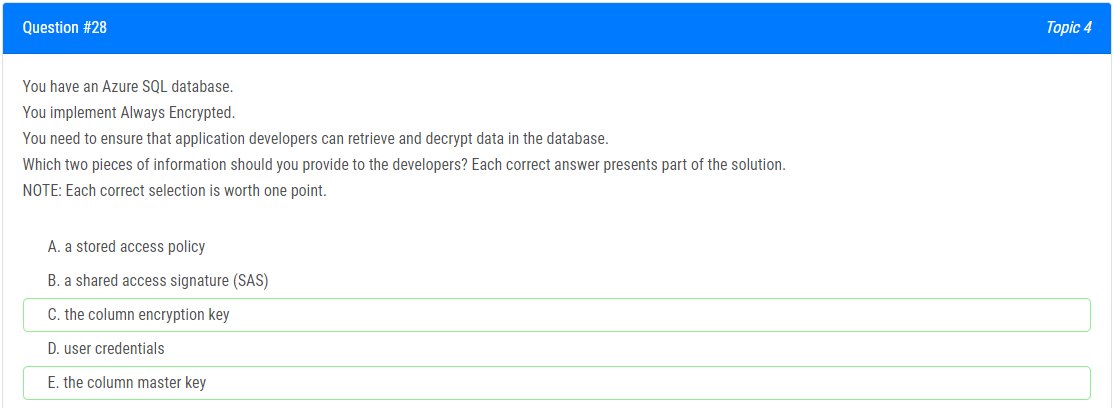 Question #28
Topic 4
You have an Azure SQL database.
You implement Always Encrypted.
You need to ensure that application developers can retrieve and decrypt data in the database.
Which two pieces of information should you provide to the developers? Each correct answer presents part of the solution.
NOTE: Each correct selection is worth one point.
A. a stored access policy
B. a shared access signature (SAS)
C. the column encryption key
D. user credentials
E. the column master key